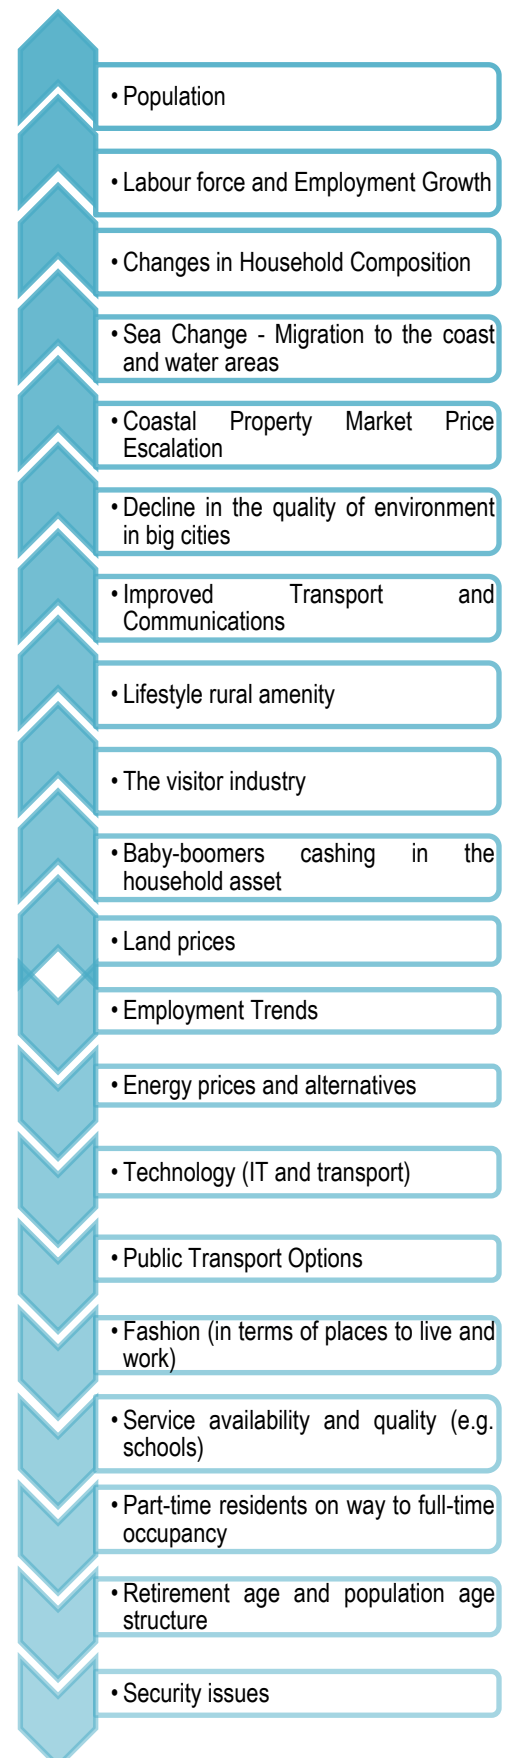 • Population
• Labour force and Employment Growth
• Changes in Household Composition
• Sea Change - Migration to the coast
and water areas
• Coastal Property Market Price
Escalation
• Decline in the quality of environment
in big cities
• Improved Transport and
Communications
• Lifestyle rural amenity
• The visitor industry
• Baby-boomers cashing in the
household asset
• Land prices
• Employment Trends
• Energy prices and alternatives
• Technology (IT and transport)
• Public Transport Options
• Fashion (in terms of places to live and
work)
• Service availability and quality (e.g.
schools)
• Part-time residents on way to full-time
occupancy
• Retirement age and population age
structure
• Security issues